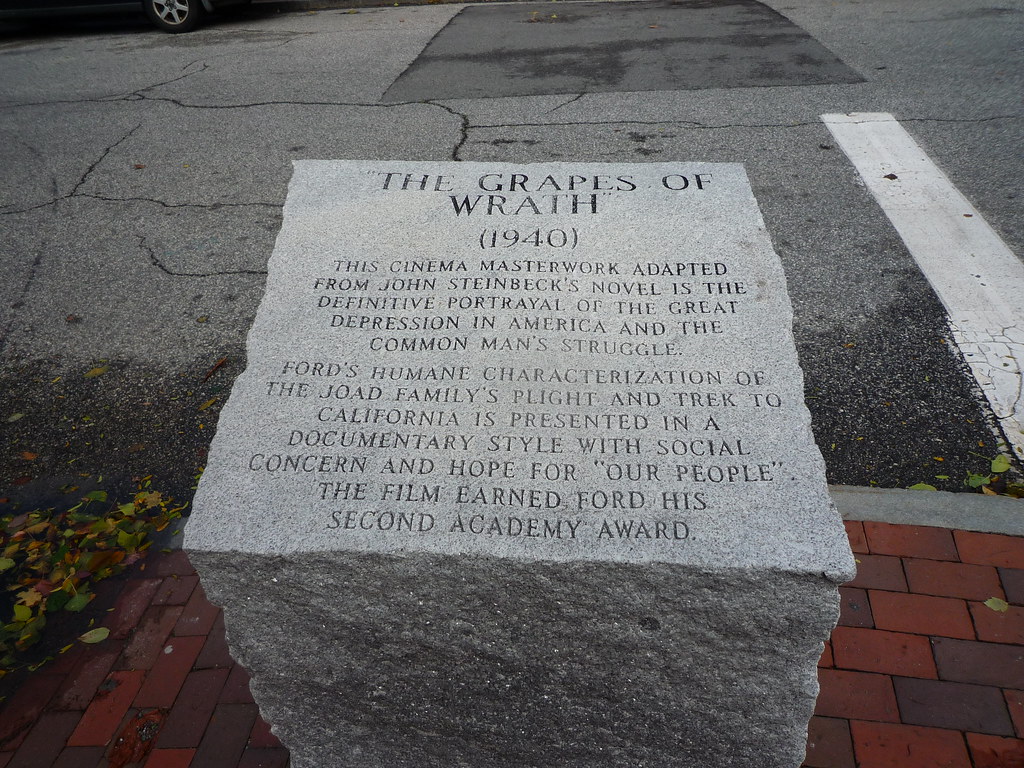 "THE GRAPES OF
WRATH"
(1940)
THIS CINEMA MASTERWORK ADAPTED
FROM JOHN STEINBECK'S NOVEL IS THE
DEFINITIVE PORTRAYAL OF THE GREAT
DEPRESSION IN AMERICA AND THE
COMMON MAN'S STRUGGLE.
FORD'S HUMANE CHARACTERIZATION OF
THE JOAD FAMILY'S PLIGHT AND TREK TO
CALIFORNIA IS PRESENTED IN A
DOCUMENTARY STYLE WITH SOCIAL
CONCERN AND HOPE FOR "OUR PEOPLE".
THE FILM EARNED FORD HIS
SECOND ACADEMY AWARD.